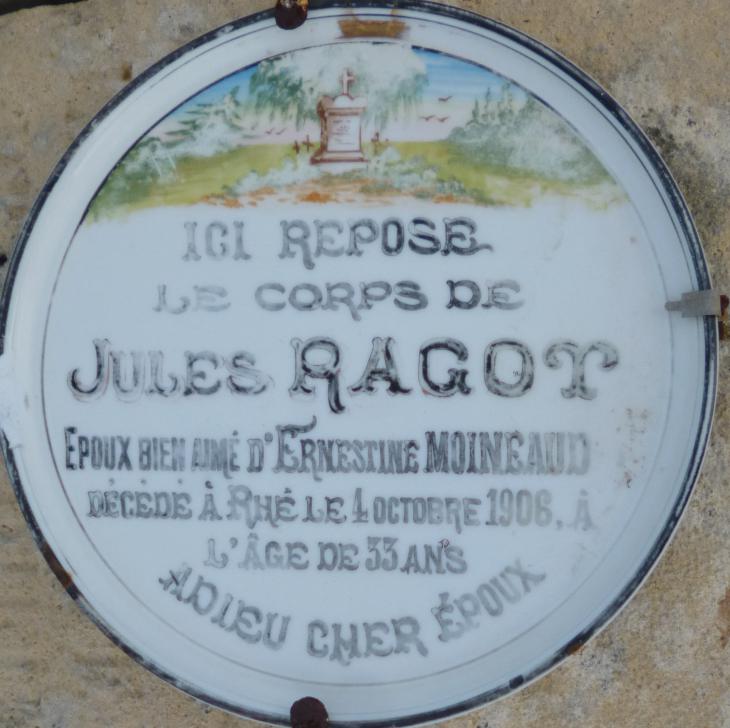 ICI REPOSE
LE CORPS DE
JULES RAGOT
EPOUX BIEN AIMÉ D'ERNESTINE MOINEAUD
DÉCÉDÉ À RHÉ LE 4 OCTOBRE 1906, À
L'ÂGE DE 33 ANS
ADIEU CHER ÉPOUX